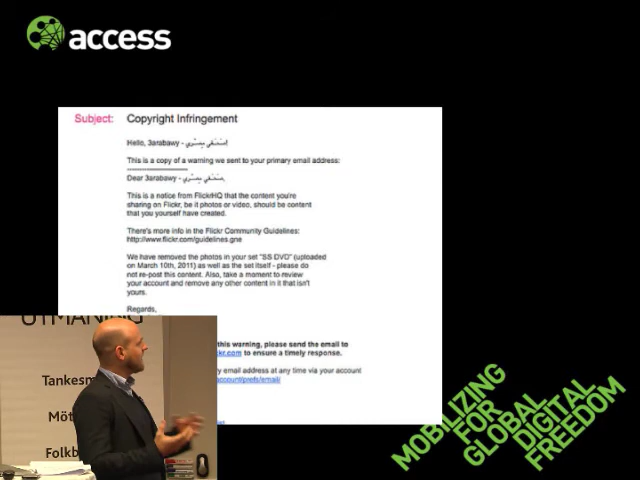 access
Subject: Copyright Infringement
Hello, 3arabawy - صَحَفي مِصْري!
This is a copy of a warning we sent to your primary email address:
--------------------
Dear 3arabawy - صَحَفي مِصْري,
This is a notice from FlickrHQ that the content you're
sharing on Flickr, be it photos or video, should be content
that you yourself have created.
There's more info in the Flickr Community Guidelines:
http://www.flickr.com/guidelines.gne
We have removed the photos in your set "SS DVD" (uploaded
on March 10th, 2011) as well as the set itself - please do
not re-post this content. Also, take a moment to review
your account and remove any other content in it that isn't
yours.
Regards,
this warning, please send the email to
kr.com to ensure a timely response.
email address at any time via your account
account/prefs/email/
UTMANING
Tankesm
Möt
Folkb
MOBILIZING
FOR
GLOBAL
DIGITAL
FREEDOM